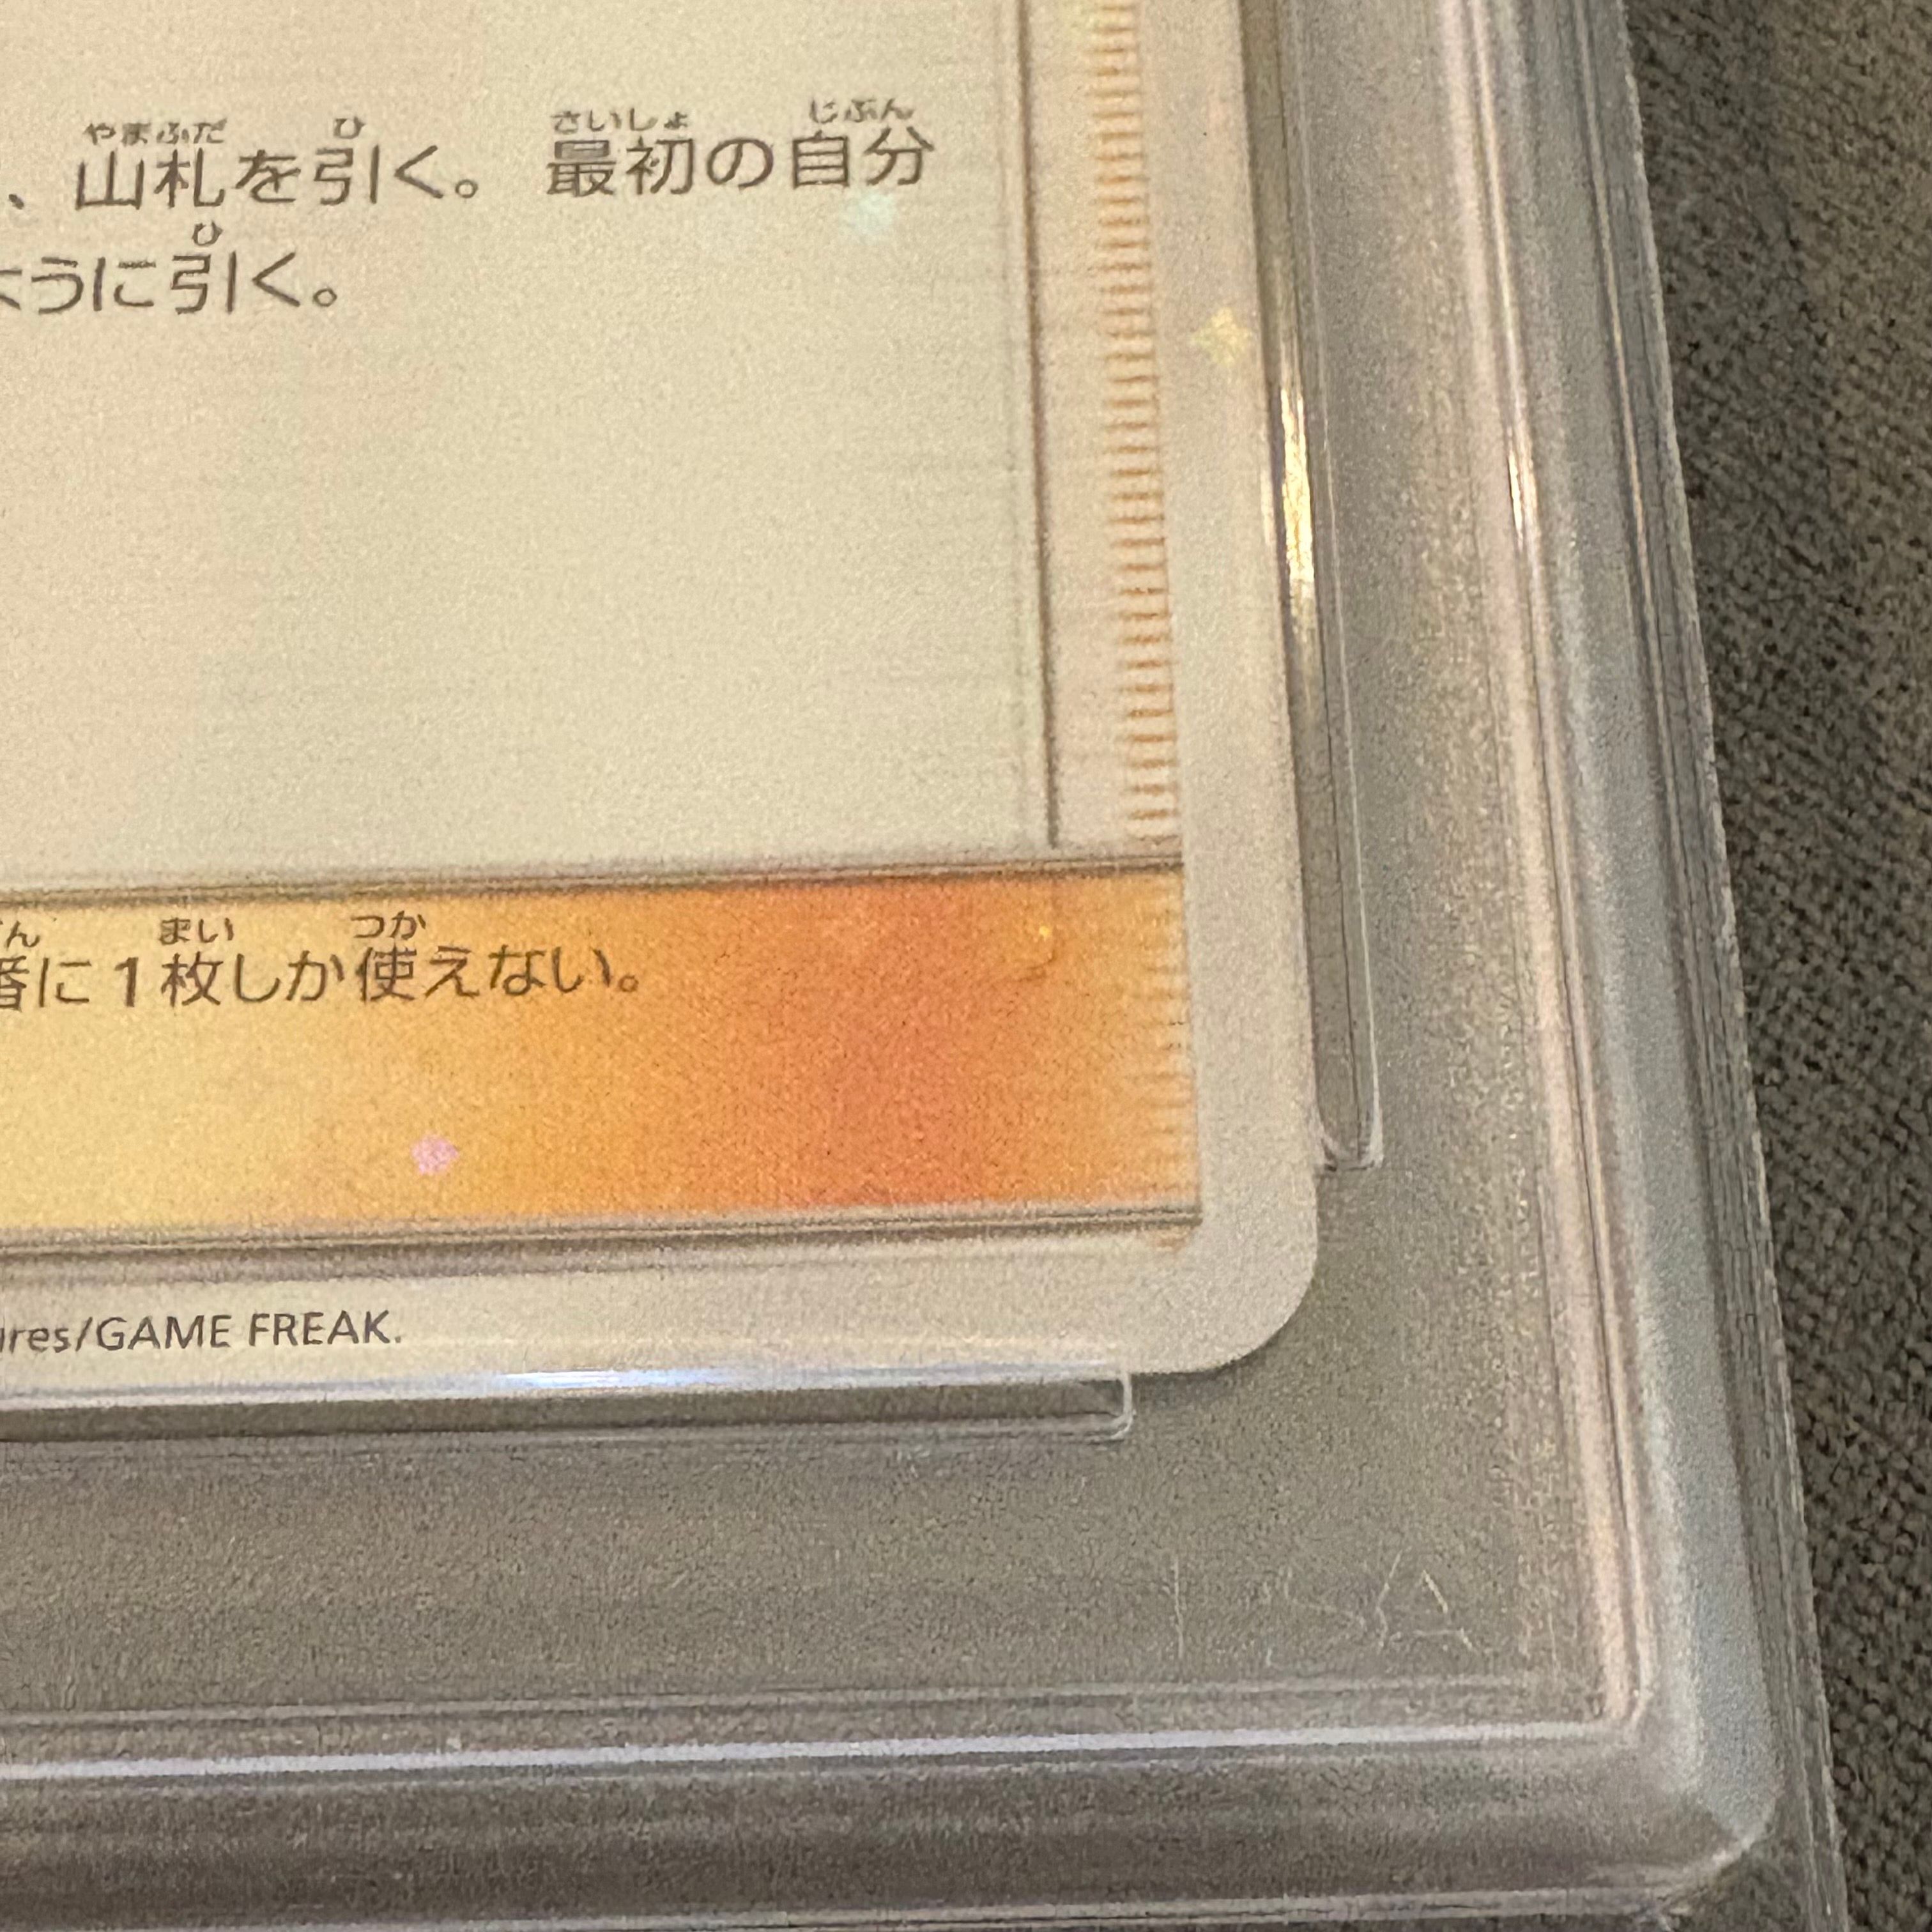 、山札を引く。 最初の自分
ように引く。
番に1枚しか使えない。
ures/GAME FREAK.